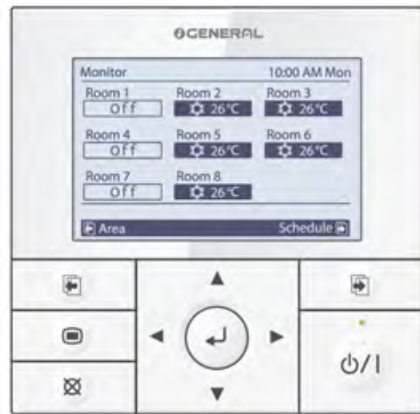 GENERAL
Monitor 10:00 AM Mon
Room 1 Room 2 Room 3
Off 26°C 26°C
Room 4 Room 5 Room 6
Off 26°C 26°C
Room 7 Room 8
Off 26°C
Area Schedule